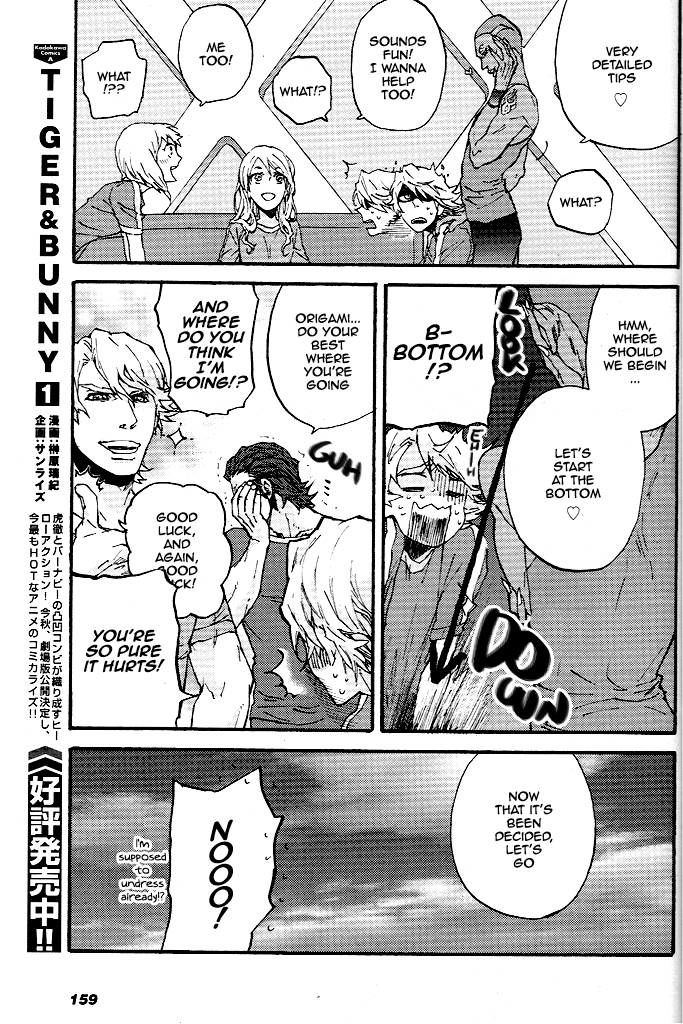 VERY
DETAILED
TIPS
♡
SOUNDS
FUN!
I WANNA
HELP
TOO!
ME
TOO!
WHAT
!??
WHAT!?
WHAT?
HMM,
WHERE
SHOULD
WE BEGIN
...
LET'S
START
AT THE
BOTTOM
♡
LOOK
B-
BOTTOM
!?
EHIH
DO
WN
ORIGAMI...
DO YOUR
BEST
WHERE
YOU'RE
GOING
AND
WHERE
DO YOU
THINK
I'M
GOING!?
GUH
GOOD
LUCK,
AND
AGAIN,
GOOD
LUCK!
YOU'RE
SO PURE
IT HURTS!
NOW
THAT IT'S
BEEN
DECIDED,
LET'S
GO
NOOO!
I'm
supposed
to
undress
already!?
Kadokawa
Comics
A
TIGER&BUNNY 1
漫画:榊原瑞紀
企画:サンライズ
虎徹とバーナビーの凸凹コンビが織り成すヒー
ローアクション!今秋、劇場版公開決定し、
今最もHOTなアニメのコミカライズ!!
好評発売中!!
159